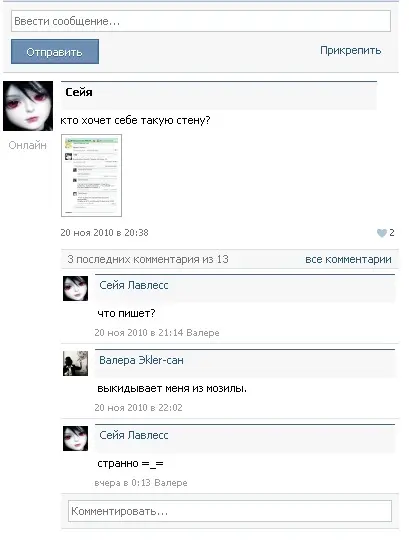 Ввести сообщение...
Отправить
Прикрепить
Сейя
кто хочет себе такую стену?
Онлайн
20 ноя 2010 в 20:38
2
3 последних комментария из 13
все комментарии
Сейя Лавлесс
что пишет?
20 ноя 2010 в 21:14 Валере
Валера Экler-сан
выкидывает меня из мозилы.
20 ноя 2010 в 22:02
Сейя Лавлесс
странно =_=
вчера в 0:13 Валере
Комментировать...